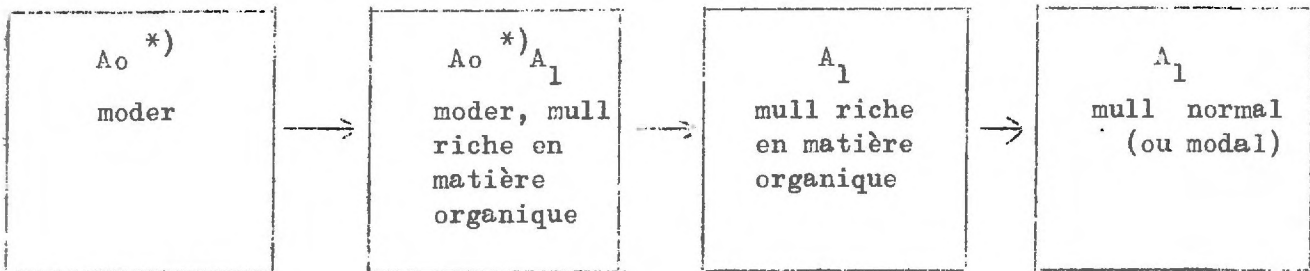 Ao *)
moder
Ao *)A1
moder, mull
riche en
matière
organique
A1
mull riche
en matière
organique
A1
mull normal
(ou modal)